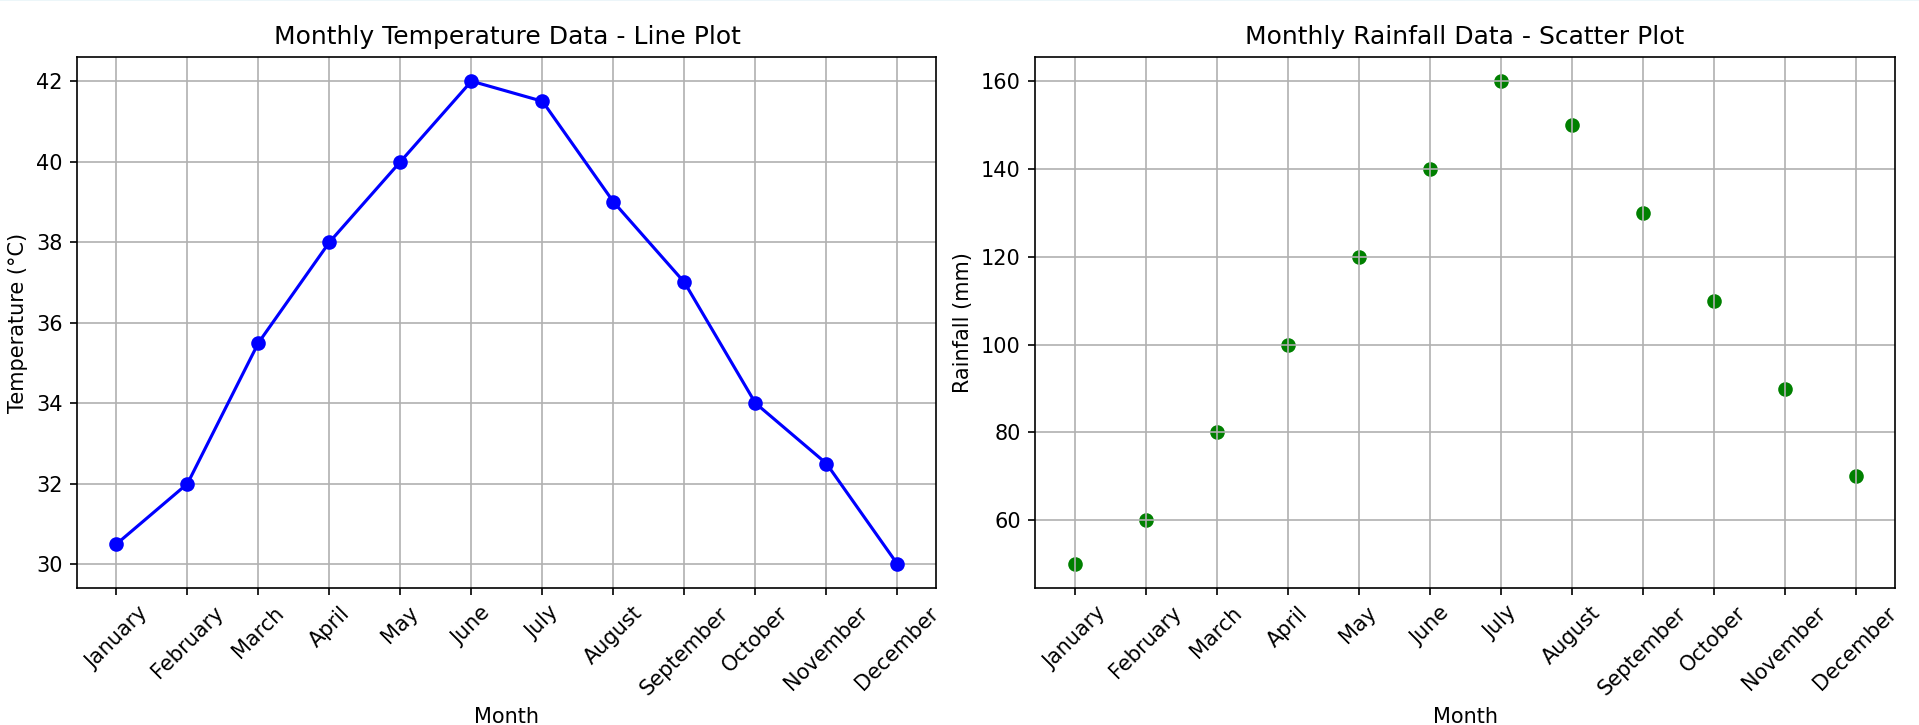 Monthly Temperature Data - Line Plot
Temperature (°C)
42
40
38
36
34
32
30
January
February
March
April
May
June
July
August
September
October
November
December
Month
Monthly Rainfall Data - Scatter Plot
Rainfall (mm)
160
140
120
100
80
60
January
February
March
April
May
June
July
August
September
October
November
December
Month